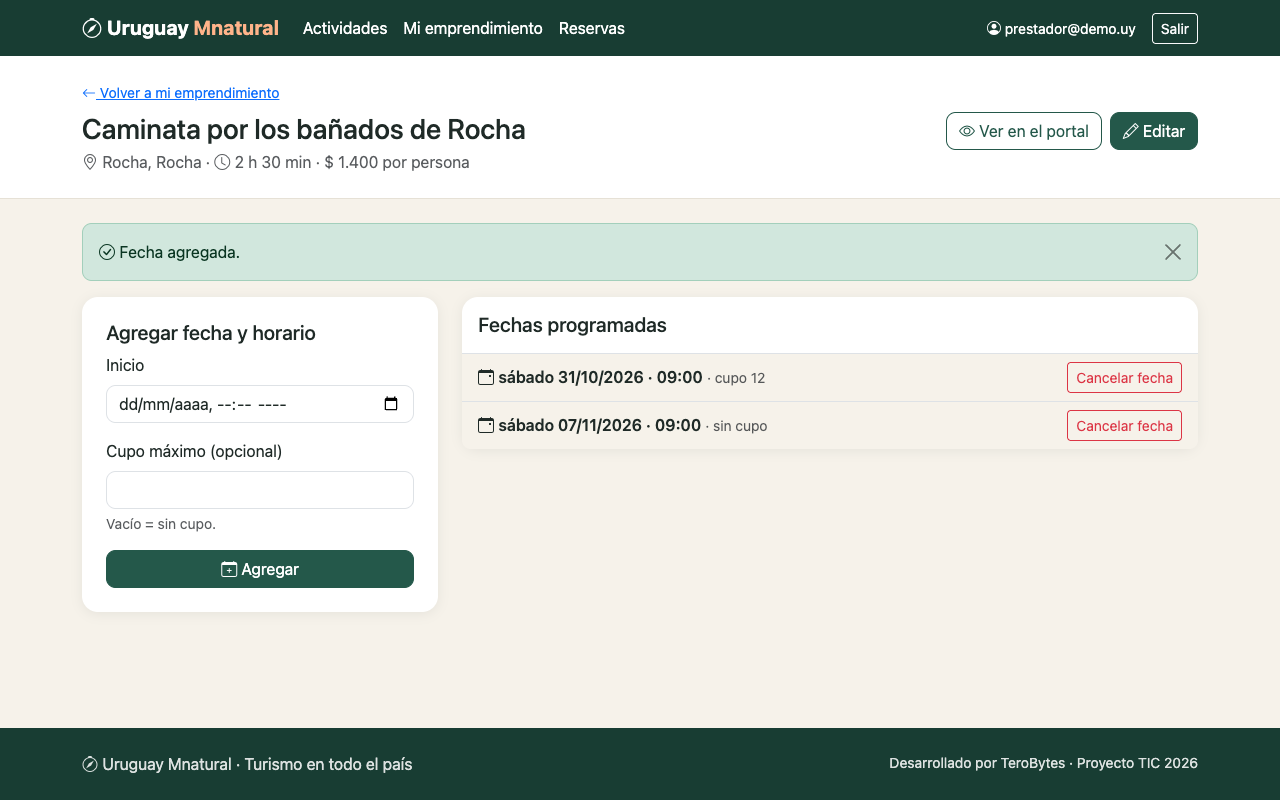 Uruguay Mnatural Actividades Mi emprendimiento Reservas prestador@demo.uy Salir
← Volver a mi emprendimiento
Caminata por los bañados de Rocha
Ver en el portal Editar
Rocha, Rocha · 2 h 30 min · $ 1.400 por persona
Fecha agregada.
Agregar fecha y horario
Inicio
dd/mm/aaaa, --:-- ----
Cupo máximo (opcional)
Vacío = sin cupo.
Agregar
Fechas programadas
sábado 31/10/2026 · 09:00 · cupo 12 Cancelar fecha
sábado 07/11/2026 · 09:00 · sin cupo Cancelar fecha
Uruguay Mnatural · Turismo en todo el país Desarrollado por TeroBytes · Proyecto TIC 2026